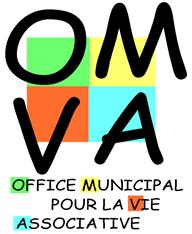 OM
VA
OFFICE MUNICIPAL
POUR LA VIE
ASSOCIATIVE